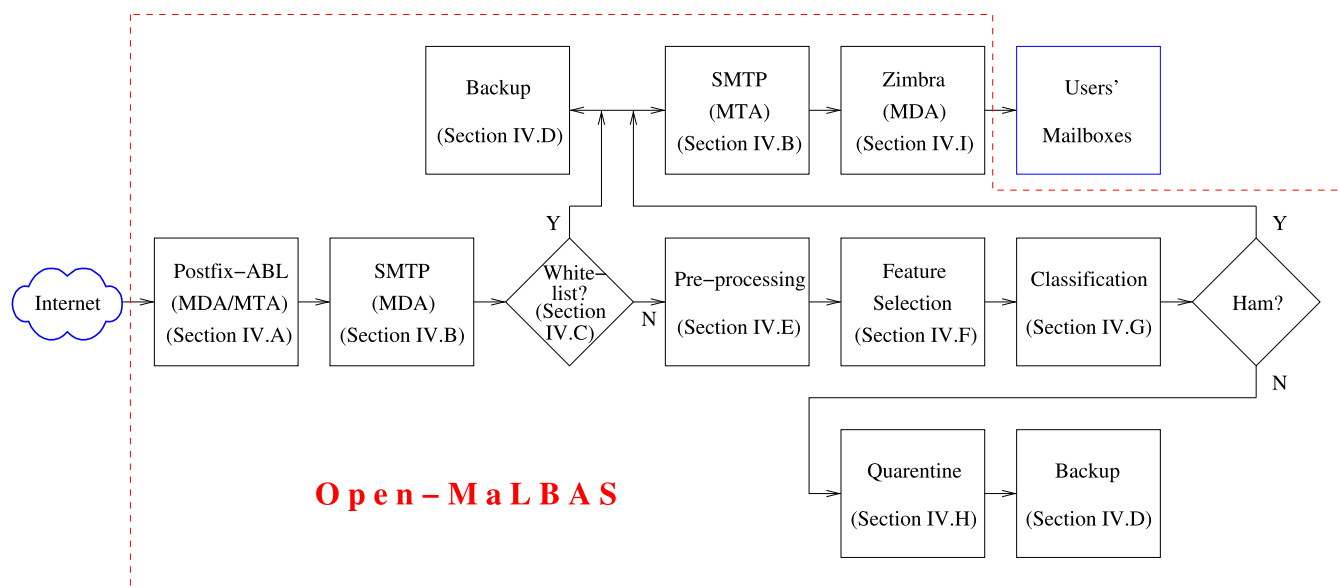 Backup
(Section IV.D)
SMTP
(MTA)
(Section IV.B)
Zimbra
(MDA)
(Section IV.I)
Users'
Mailboxes
Y
Y
Internet
Postfix-ABL
(MDA/MTA)
(Section IV.A)
SMTP
(MDA)
(Section IV.B)
White-
list?
(Section
IV.C)
N
Pre-processing
(Section IV.E)
Feature
Selection
(Section IV.F)
Classification
(Section IV.G)
Ham?
N
Quarentine
(Section IV.H)
Backup
(Section IV.D)
Open-MaLBAS